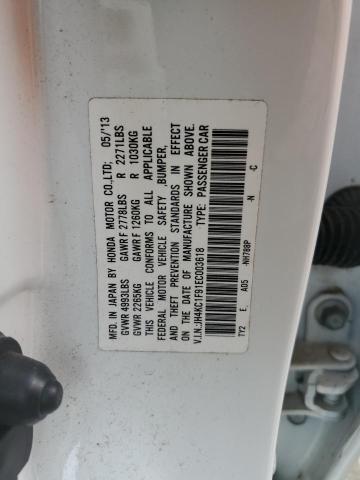 MFD. IN JAPAN BY HONDA MOTOR CO.,LTD; 05/'13
GVWR 4993LBS GAWR F 2778LBS R 2271LBS
GVWR 2265KG GAWR F 1260KG R 1030KG
THIS VEHICLE CONFORMS TO ALL APPLICABLE
FEDERAL MOTOR VEHICLE SAFETY ,BUMPER,
AND THEFT PREVENTION STANDARDS IN EFFECT
ON THE DATE OF MANUFACTURE SHOWN ABOVE.
V.I.N.:JH4KC1F91EC003618 TYPE: PASSENGER CAR
TY2 E, A05 -NH788P -N -C